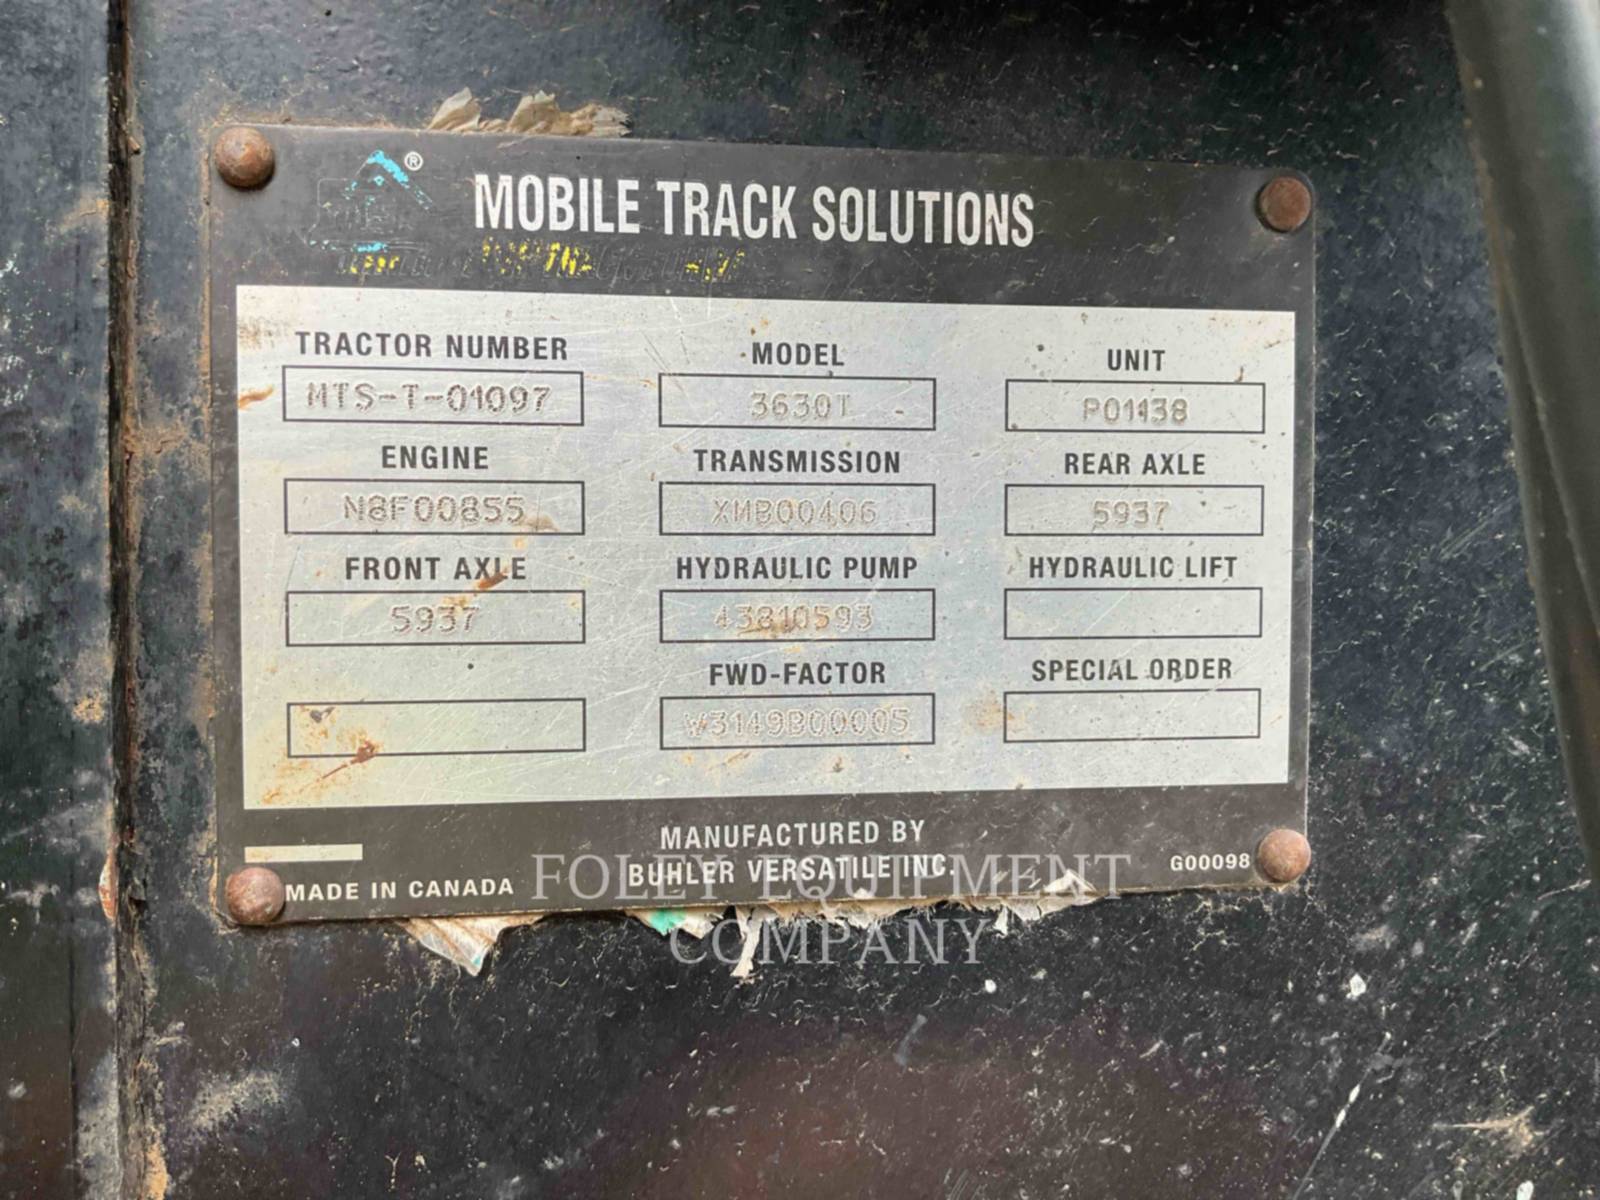 ®
MOBILE TRACK SOLUTIONS
TRACTOR NUMBER MODEL UNIT
MTS-T-01097 3630T P01138
ENGINE TRANSMISSION REAR AXLE
N8F00855 XMB00406 5937
FRONT AXLE HYDRAULIC PUMP HYDRAULIC LIFT
5937 43810593
FWD-FACTOR SPECIAL ORDER
W3149B00005
MANUFACTURED BY
BUHLER VERSATILE INC.
MADE IN CANADA
G00098
FOLEY EQUIPMENT
COMPANY